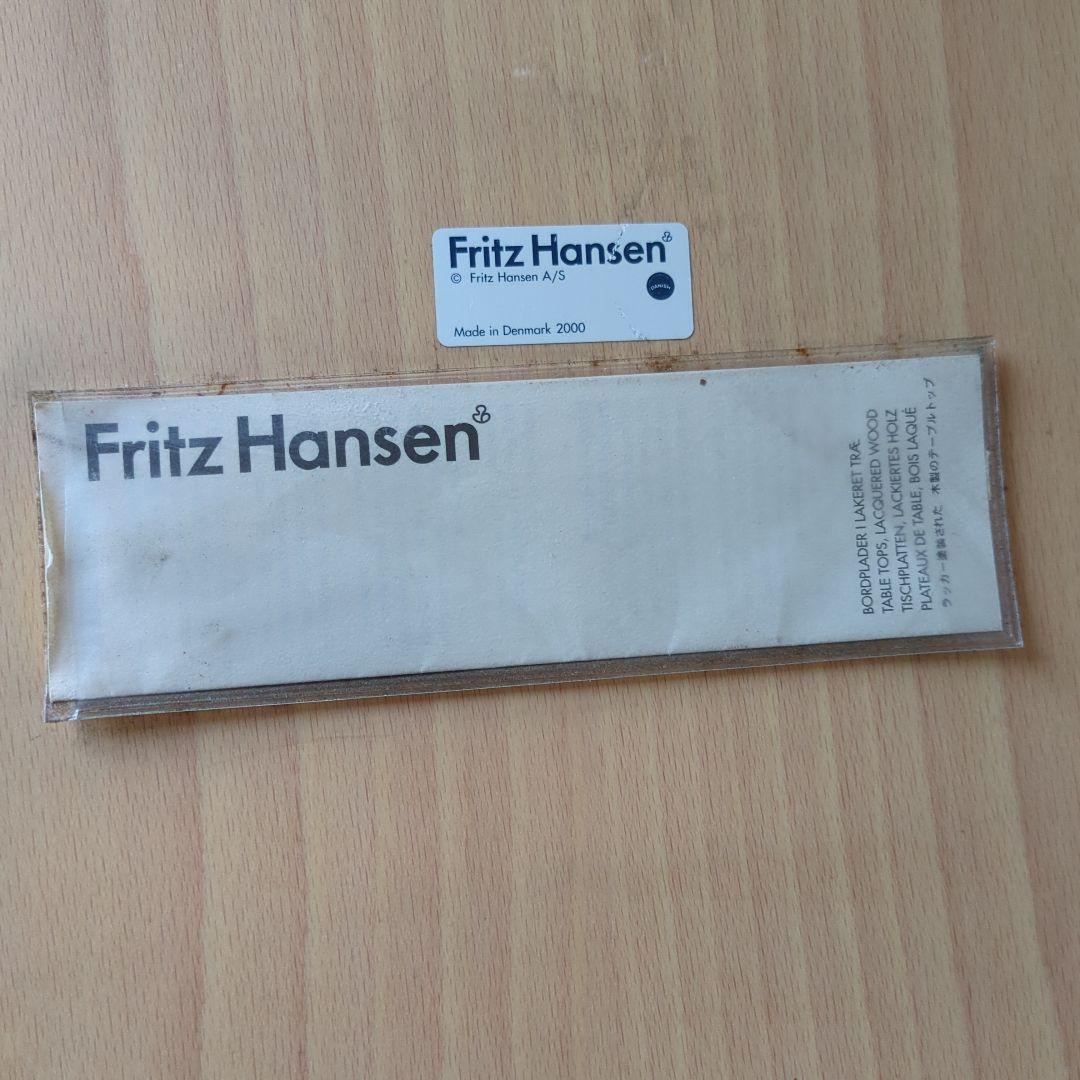 Fritz Hansen
© Fritz Hansen A/S
DANISH
Made in Denmark 2000
Fritz Hansen
BORDPLADER I LAKERET TRÆ
TABLE TOPS, LACQUERED WOOD
TISCHPLATTEN, LACKIERTES HOLZ
PLATEAUX DE TABLE, BOIS LAQUÉ
ラッカー塗装された 木製のテーブルトップ